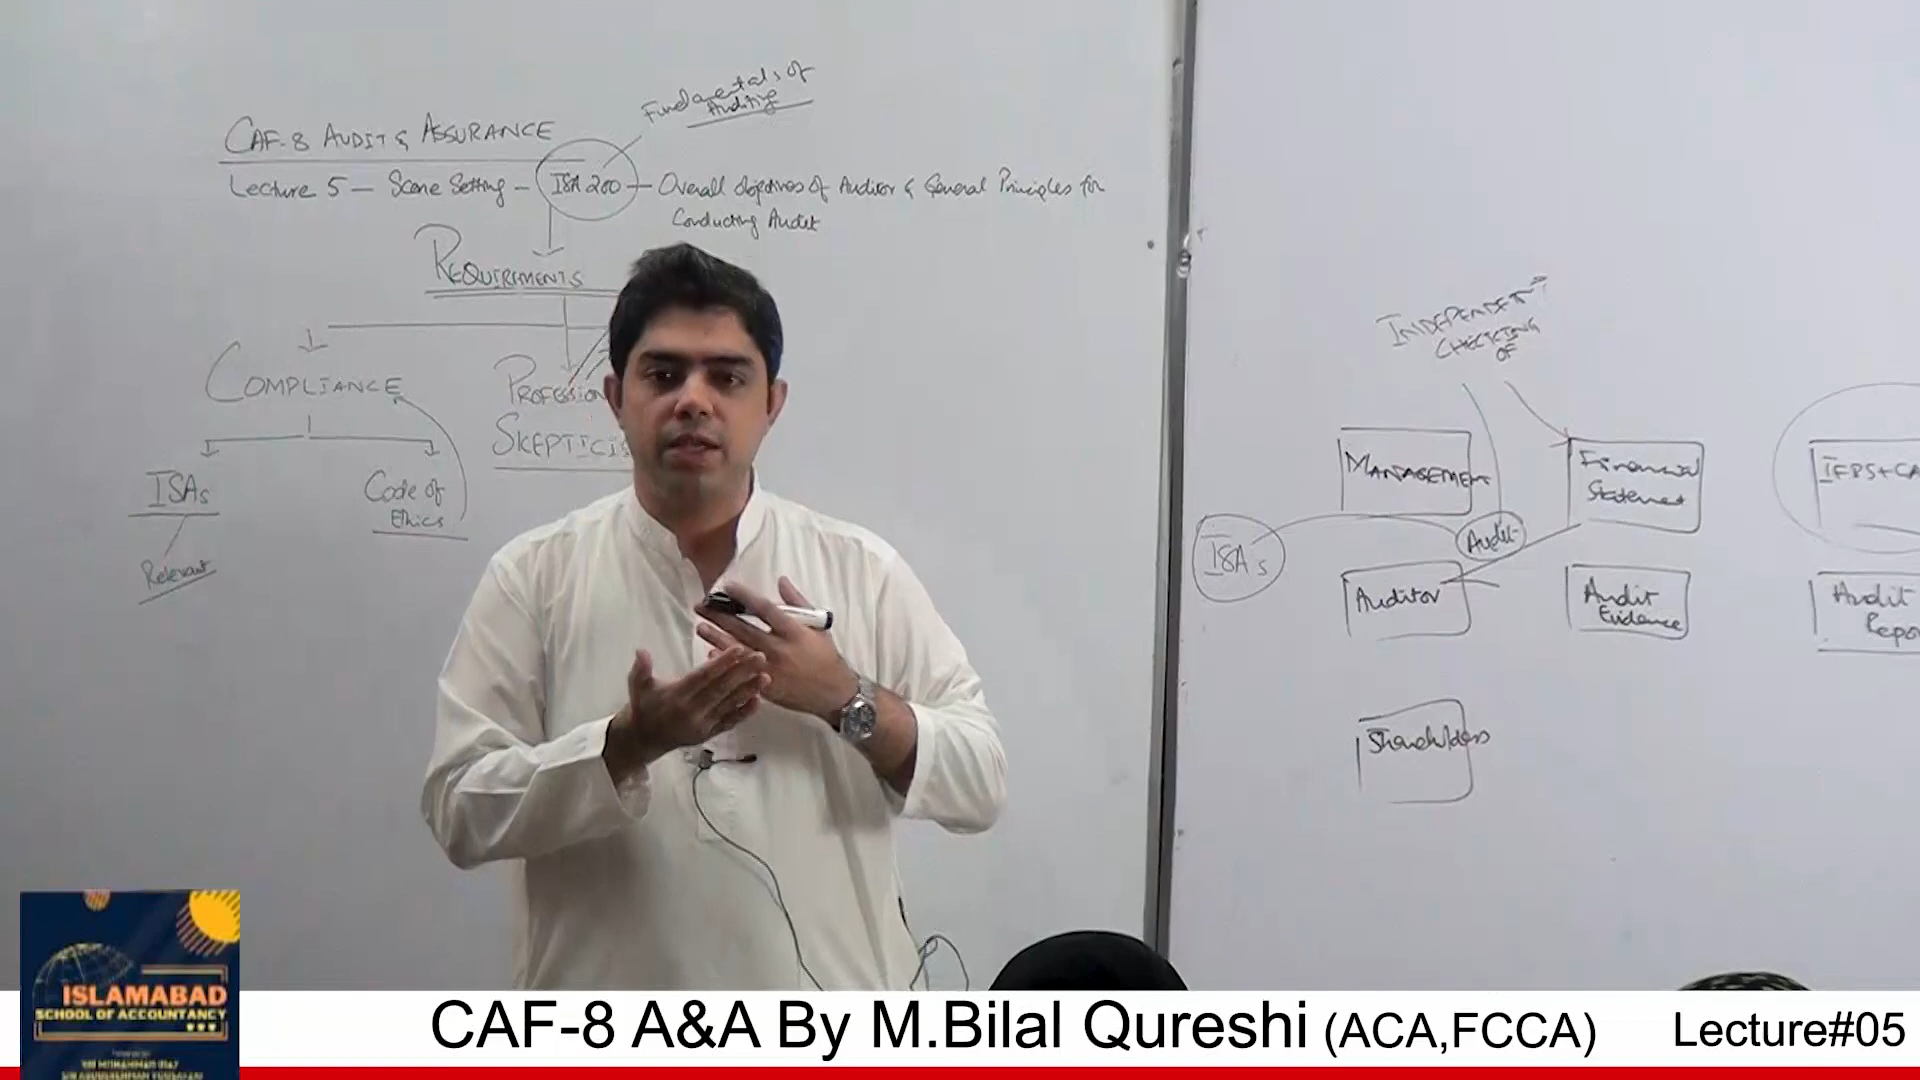 Fundamentals of
Auditing
CAF-8 AUDIT & ASSURANCE
Lecture 5 – Scene Setting – ISA 200 – Overall objectives of Auditor & General Principles for
Conducting Audit
REQUIREMENTS
COMPLIANCE
PROFESSION
SKEPTICIS
ISAs
Code of
Ethics
Relevant
INDEPENDENT
CHECKING
OF
MANAGEMENT
Financial
Statement
IFRS+CA
ISAs
Audit
Auditor
Audit
Evidence
Audit
Repo
Shareholders
ISLAMABAD
SCHOOL OF ACCOUNTANCY
CAF-8 A&A By M.Bilal Qureshi (ACA,FCCA)
Lecture#05